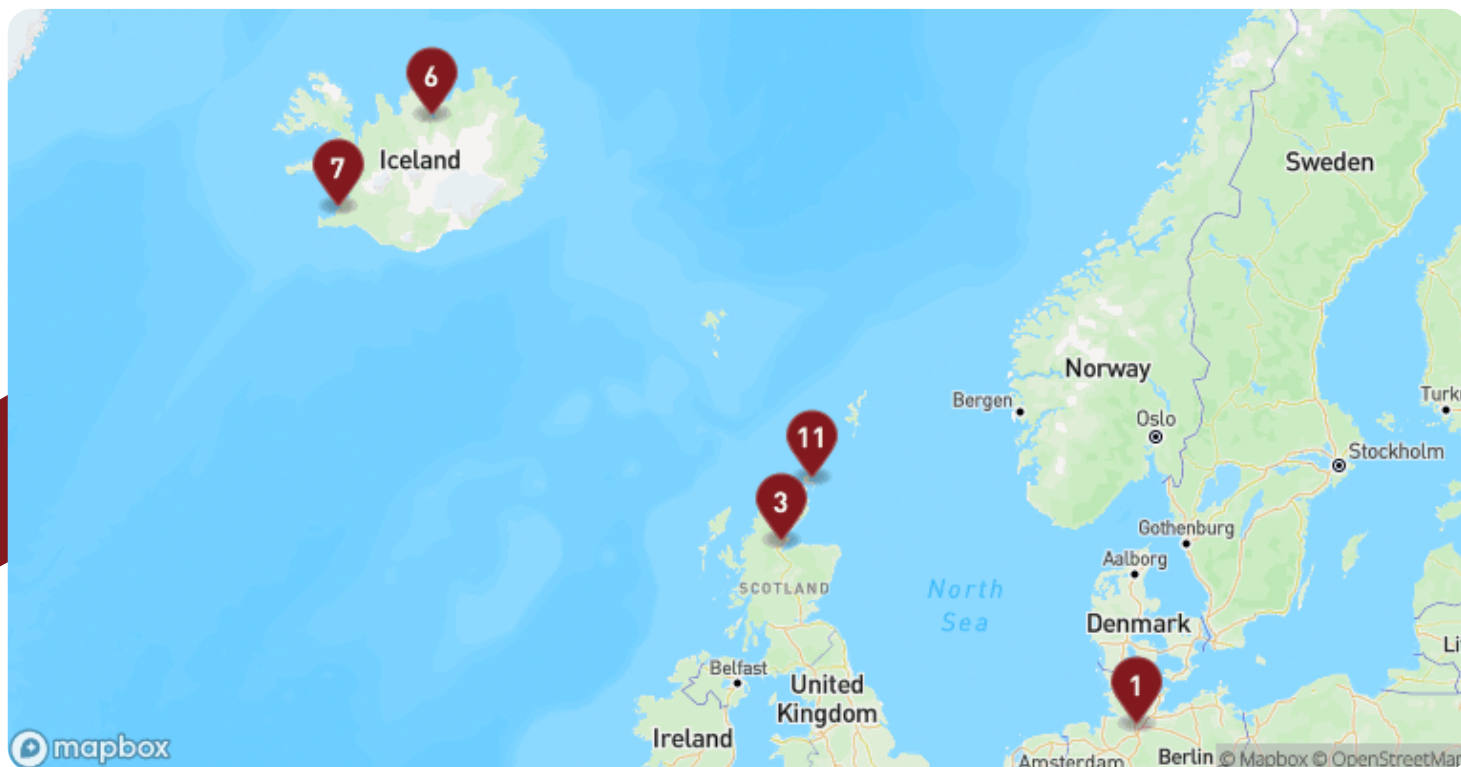 6
7
Iceland
Sweden
Norway
Bergen
Oslo
Turk
Stockholm
11
3
Gothenburg
Aalborg
SCOTLAND
North
Sea
Denmark
Li
Belfast
United
Kingdom
1
Ireland
mapbox
Amsterdam
Berlin
© Mapbox © OpenStreetMap